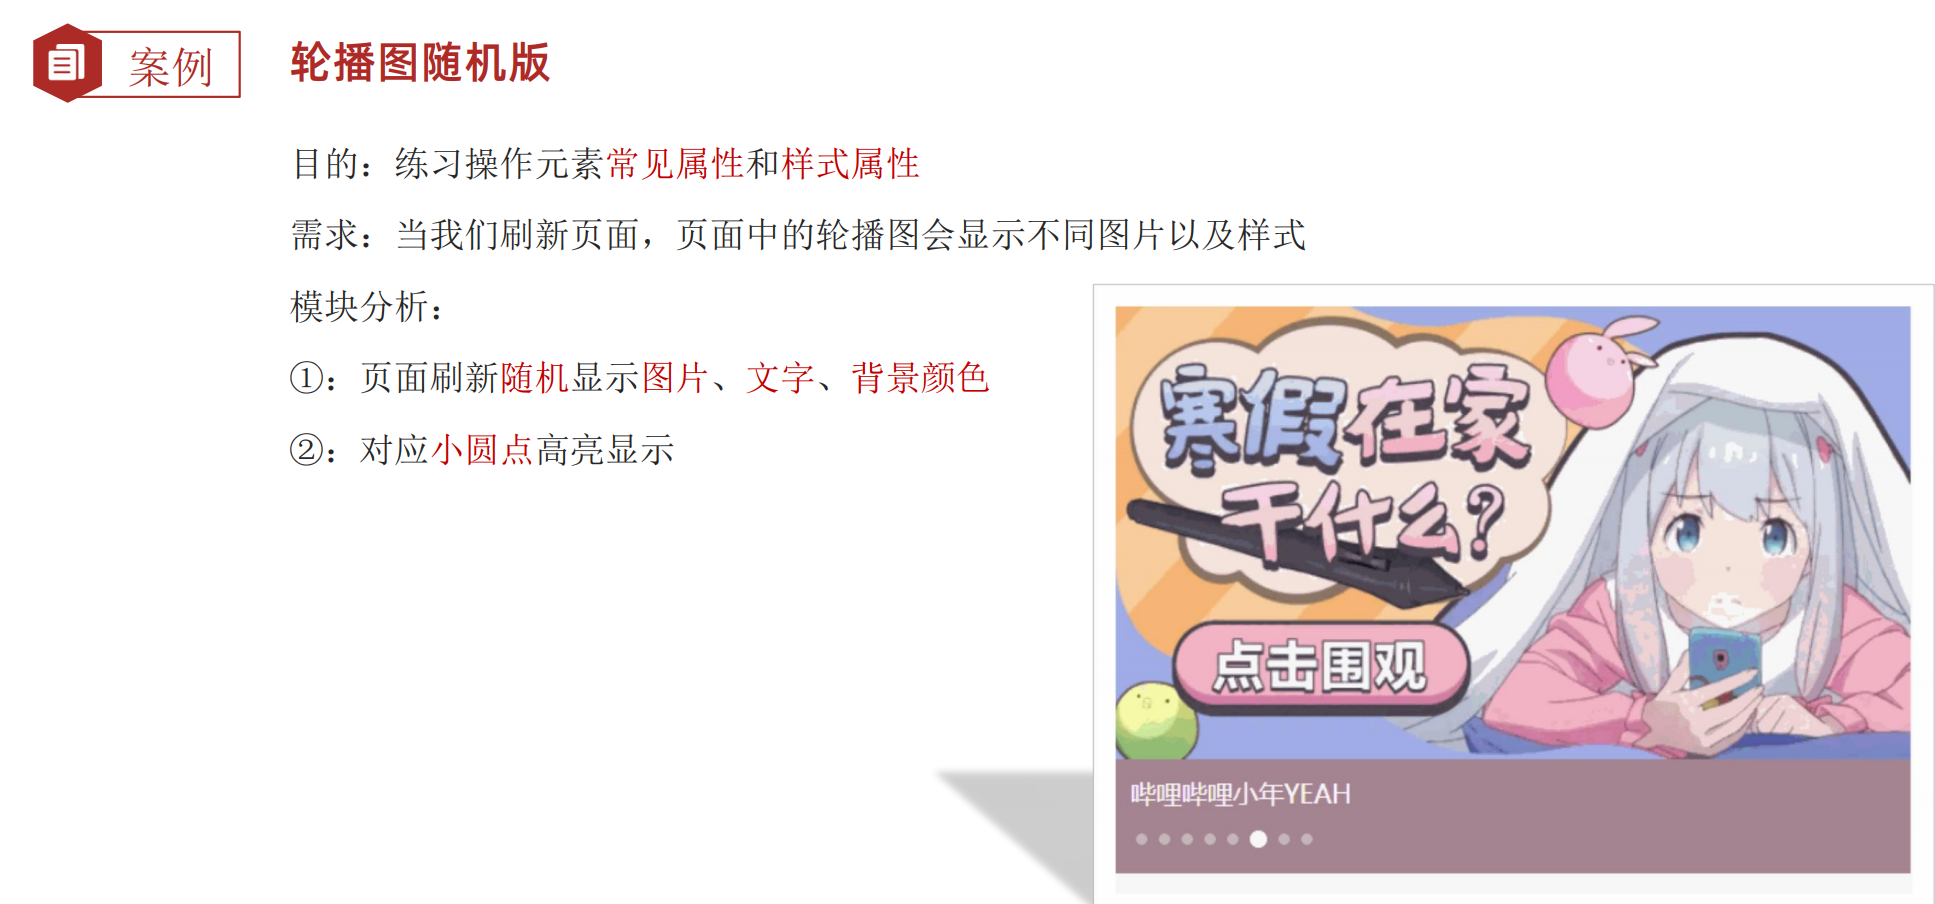 案例
轮播图随机版
目的：练习操作元素常见属性和样式属性
需求：当我们刷新页面，页面中的轮播图会显示不同图片以及样式
模块分析：
①：页面刷新随机显示图片、文字、背景颜色
②：对应小圆点高亮显示
寒假在家
干什么?
点击围观
哔哩哔哩小年YEAH